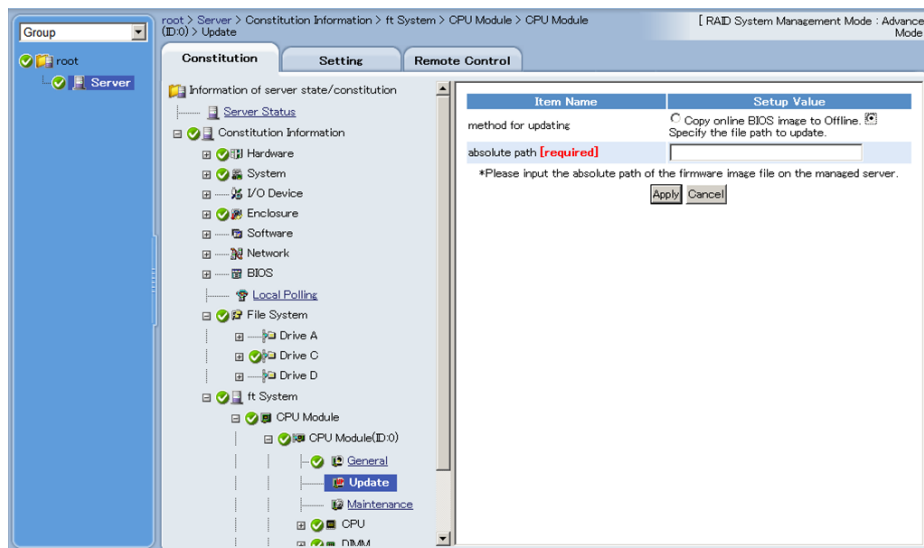 Group
root
Server
root > Server > Constitution Information > ft System > CPU Module > CPU Module
(ID:0) > Update
[ RAID System Management Mode : Advance
Mode
Constitution
Setting
Remote Control
Information of server state/constitution
Server Status
Constitution Information
Hardware
System
I/O Device
Enclosure
Software
Network
BIOS
Local Polling
File System
Drive A
Drive C
Drive D
ft System
CPU Module
CPU Module(ID:0)
General
Update
Maintenance
CPU
DIMM
Item Name
Setup Value
method for updating
Copy online BIOS image to Offline.
Specify the file path to update.
absolute path [required]
*Please input the absolute path of the firmware image file on the managed server.
Apply
Cancel